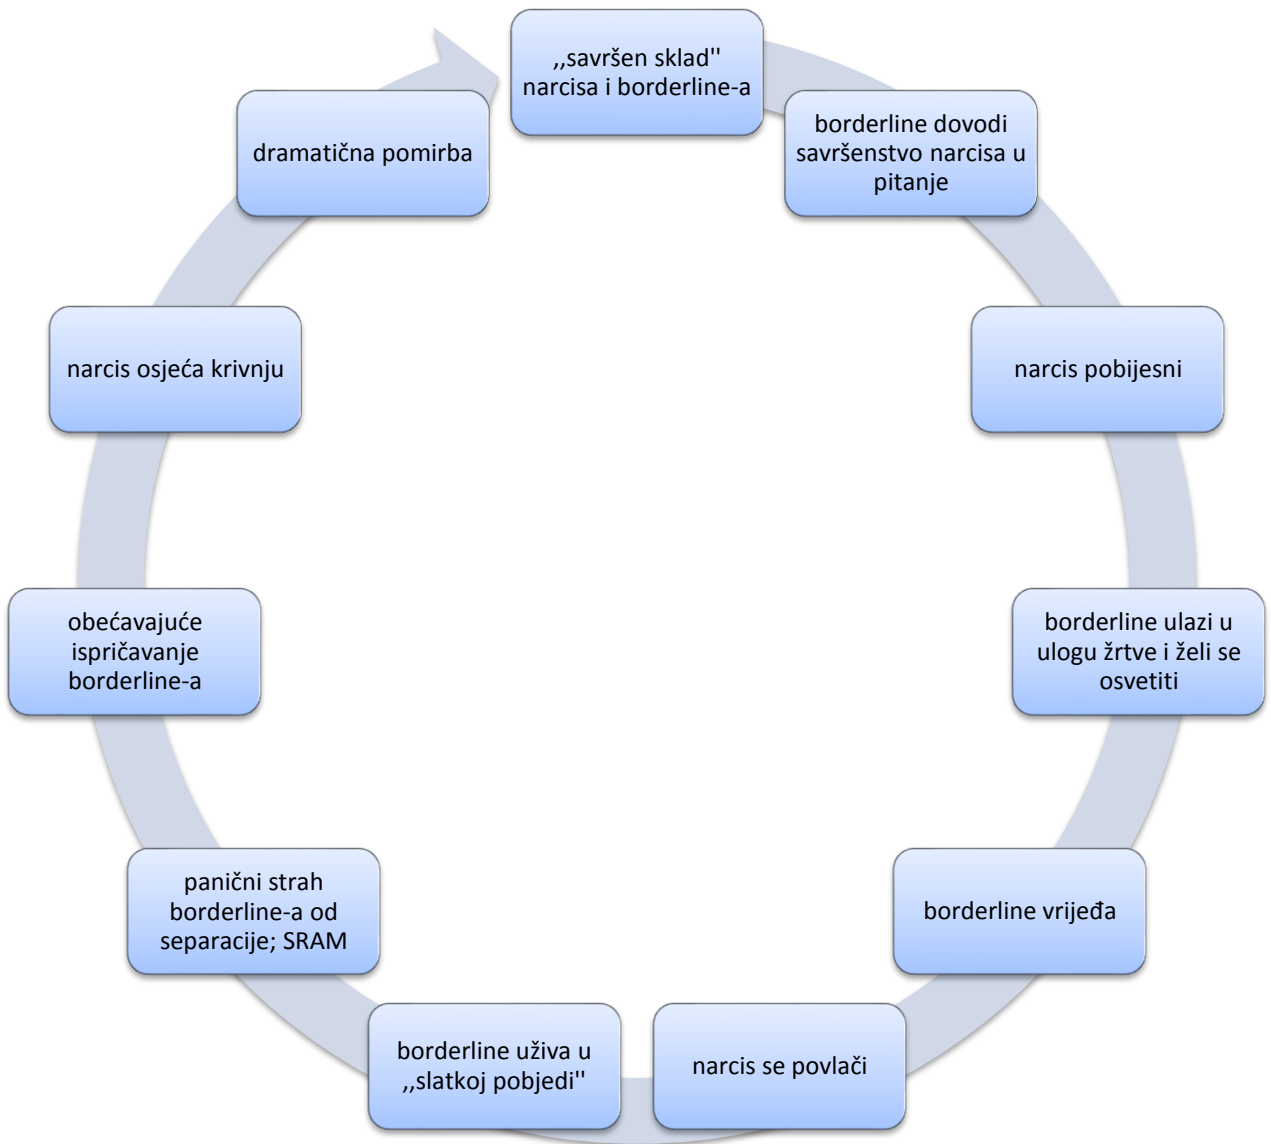 ,,savršen sklad''
narcisa i borderline-a
borderline dovodi
savršenstvo narcisa u
pitanje
narcis pobijesni
borderline ulazi u
ulogu žrtve i želi se
osvetiti
borderline vrijeđa
narcis se povlači
borderline uživa u
,,slatkoj pobjedi''
panični strah
borderline-a od
separacije; SRAM
obećavajuće
ispričavanje
borderline-a
narcis osjeća krivnju
dramatična pomirba